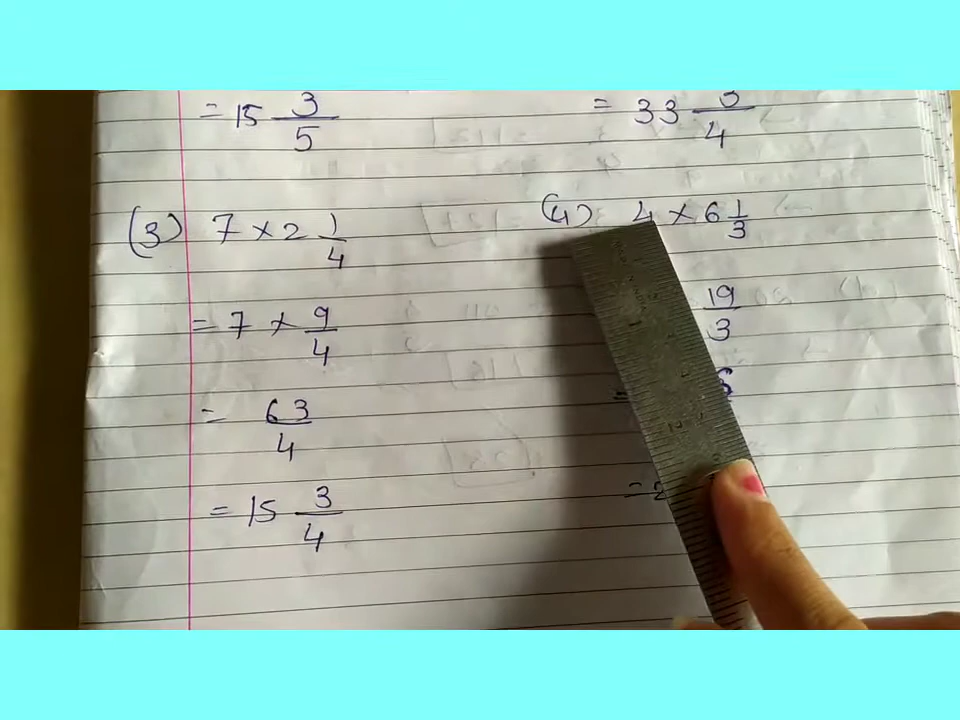 = 15 3/5
= 33 3/4
(3) 7 × 2 1/4
= 7 × 9/4
= 63/4
= 15 3/4
(4) 4 × 6 1/3
19/3
=